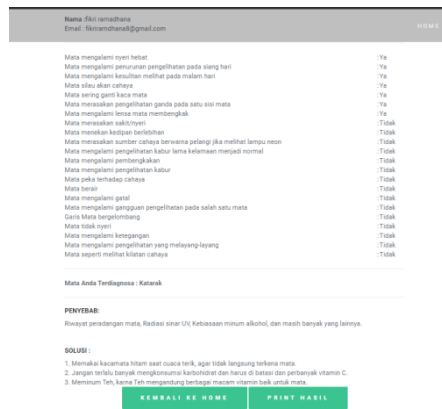 Nama :fikri ramadhana
Email : fikriramdhana8@gmail.com
HOME
Mata mengalami nyeri hebat :Ya
Mata mengalami penurunan pengelihatan pada siang hari :Ya
Mata mengalami kesulitan melihat pada malam hari :Ya
Mata silau akan cahaya :Ya
Mata sering ganti kaca mata :Ya
Mata merasakan pengelihatan ganda pada satu sisi mata :Ya
Mata mengalami lensa mata membengkak :Ya
Mata merasakan sakit/nyeri :Tidak
Mata menekan kedipan berlebihan :Tidak
Mata merasakan sumber cahaya berwarna pelangi jika melihat lampu neon :Tidak
Mata mengalami pengelihatan kabur lama kelamaan menjadi normal :Tidak
Mata mengalami pembengkakan :Tidak
Mata mengalami pengelihatan kabur :Tidak
Mata peka terhadap cahaya :Tidak
Mata berair :Tidak
Mata mengalami gatal :Tidak
Mata mengalami gangguan pengelihatan pada salah satu mata :Tidak
Garis Mata bergelombang :Tidak
Mata tidak nyeri :Tidak
Mata mengalami ketegangan :Tidak
Mata mengalami pengelihatan yang melayang-layang :Tidak
Mata seperti melihat kilatan cahaya :Tidak
Mata Anda Terdiagnosa : Katarak
PENYEBAB:
Riwayat peradangan mata, Radiasi sinar UV, Kebiasaan minum alkohol, dan masih banyak yang lainnya.
SOLUSI :
1. Memakai kacamata hitam saat cuaca terik, agar tidak langsung terkena mata.
2. Jangan terlalu banyak mengkonsumsi karbohidrat dan harus di batasi dan perbanyak vitamin C.
3. Meminum Teh, karna Teh mengandung berbagai macam vitamin baik untuk mata.
KEMBALI KE HOME PRINT HASIL